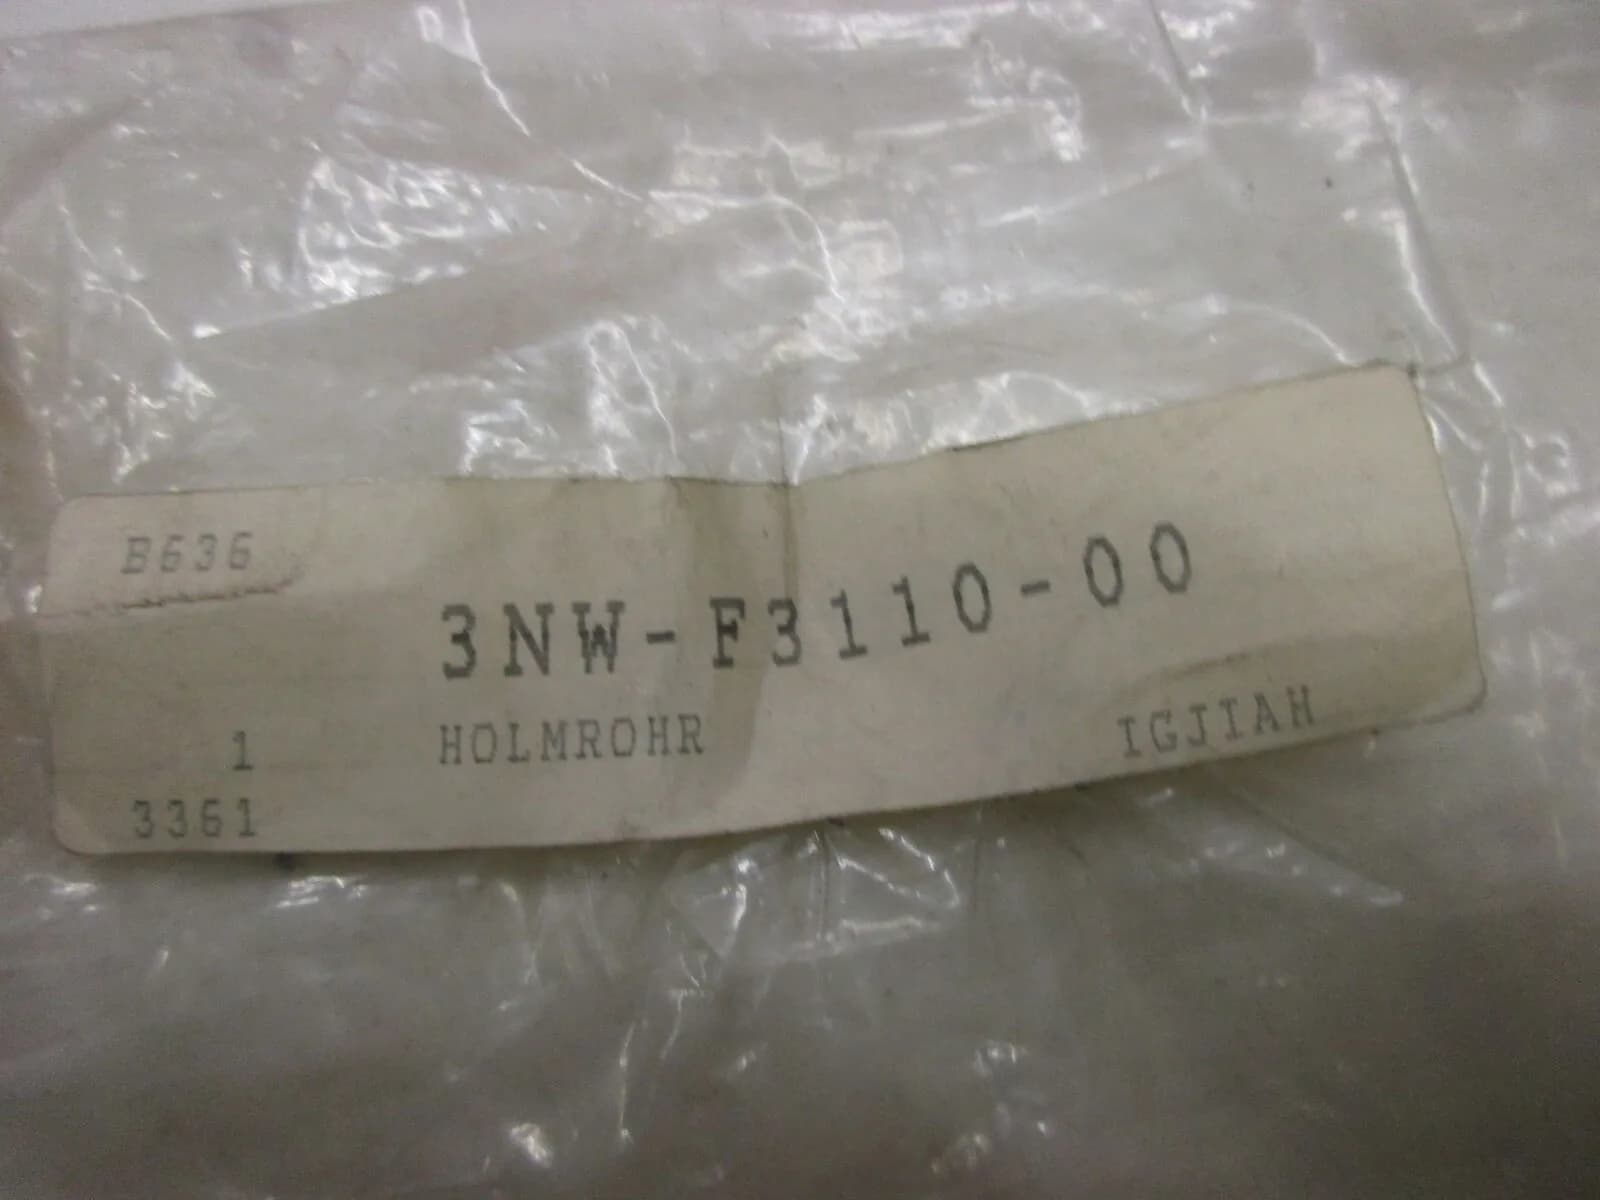 B636
3NW-F3110-00
1 HOLMROHR IGJIAH
3361